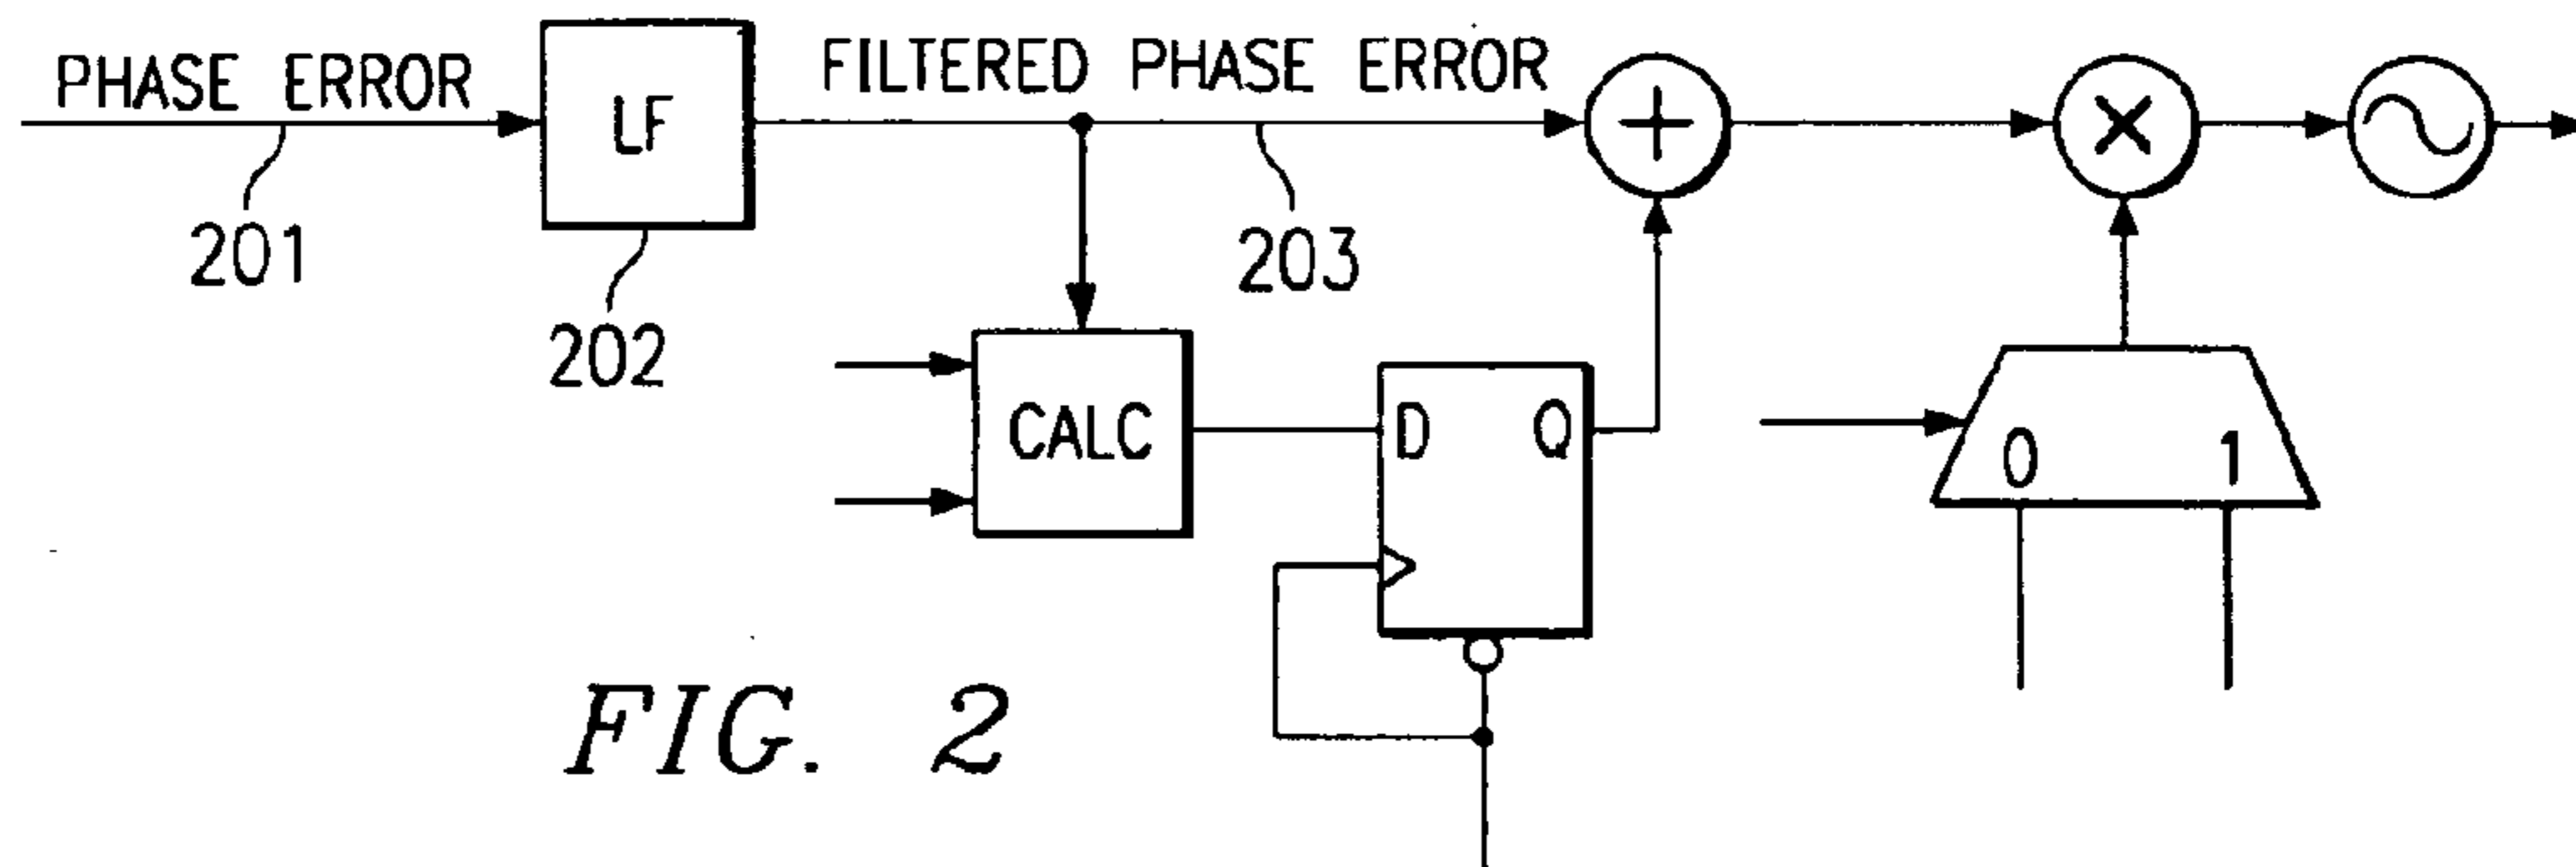 PHASE ERROR
LF
FILTERED PHASE ERROR
+
×
201
202
203
CALC
D Q
0 1
FIG. 2